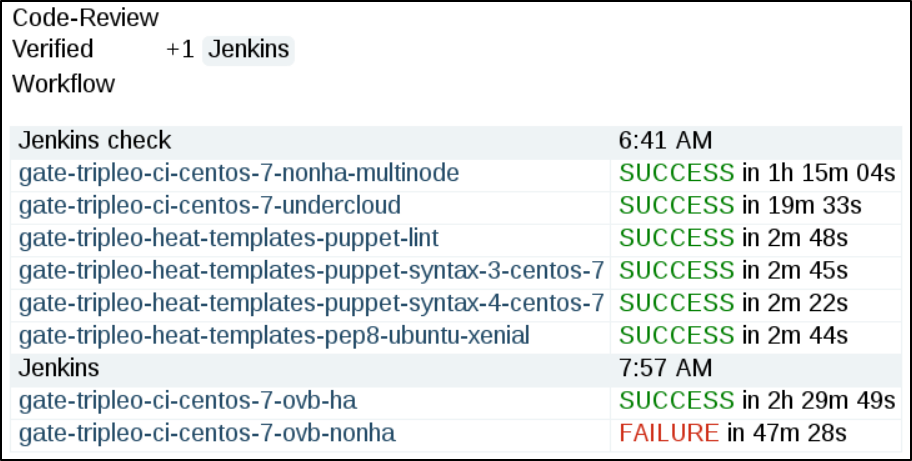 Code-Review
Verified +1 Jenkins
Workflow
Jenkins check 6:41 AM
gate-tripleo-ci-centos-7-nonha-multinode SUCCESS in 1h 15m 04s
gate-tripleo-ci-centos-7-undercloud SUCCESS in 19m 33s
gate-tripleo-heat-templates-puppet-lint SUCCESS in 2m 48s
gate-tripleo-heat-templates-puppet-syntax-3-centos-7 SUCCESS in 2m 45s
gate-tripleo-heat-templates-puppet-syntax-4-centos-7 SUCCESS in 2m 22s
gate-tripleo-heat-templates-pep8-ubuntu-xenial SUCCESS in 2m 44s
Jenkins 7:57 AM
gate-tripleo-ci-centos-7-ovb-ha SUCCESS in 2h 29m 49s
gate-tripleo-ci-centos-7-ovb-nonha FAILURE in 47m 28s